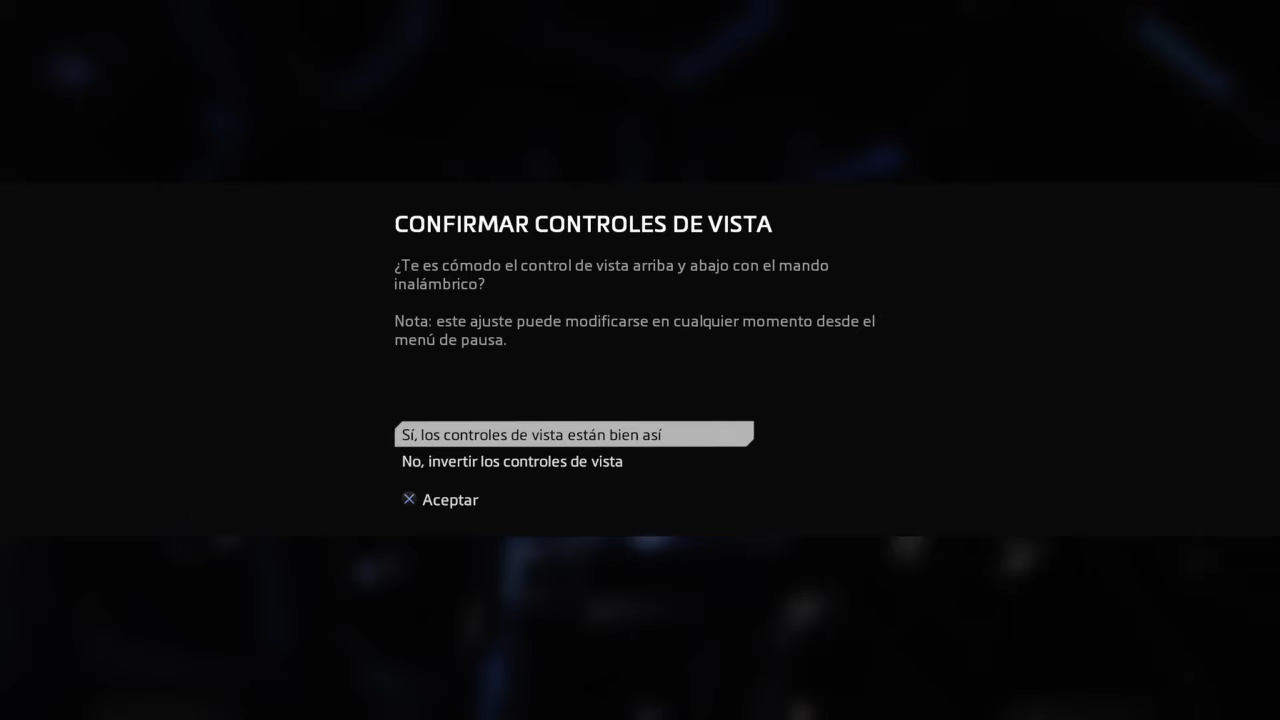 CONFIRMAR CONTROLES DE VISTA
¿Te es cómodo el control de vista arriba y abajo con el mando
inalámbrico?
Nota: este ajuste puede modificarse en cualquier momento desde el
menú de pausa.
Sí, los controles de vista están bien así
No, invertir los controles de vista
Aceptar